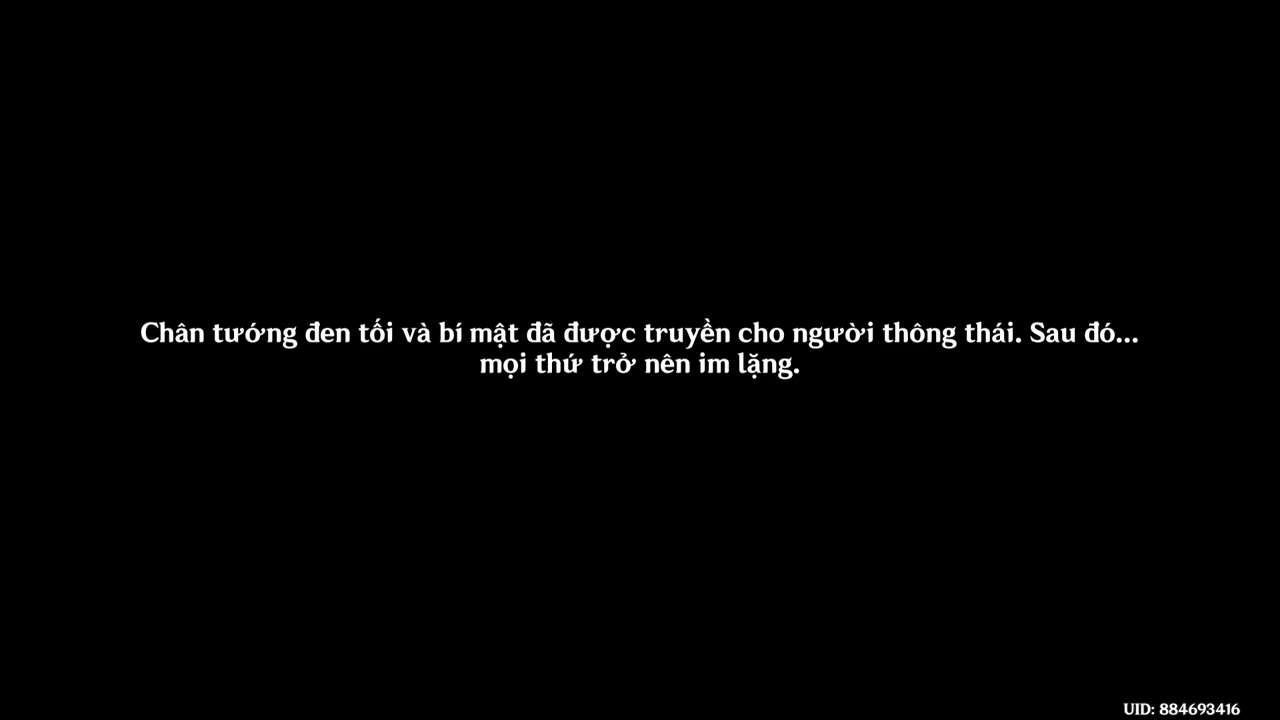 Chân tướng đen tối và bí mật đã được truyền cho người thông thái. Sau đó...
mọi thứ trở nên im lặng.
UID: 884693416